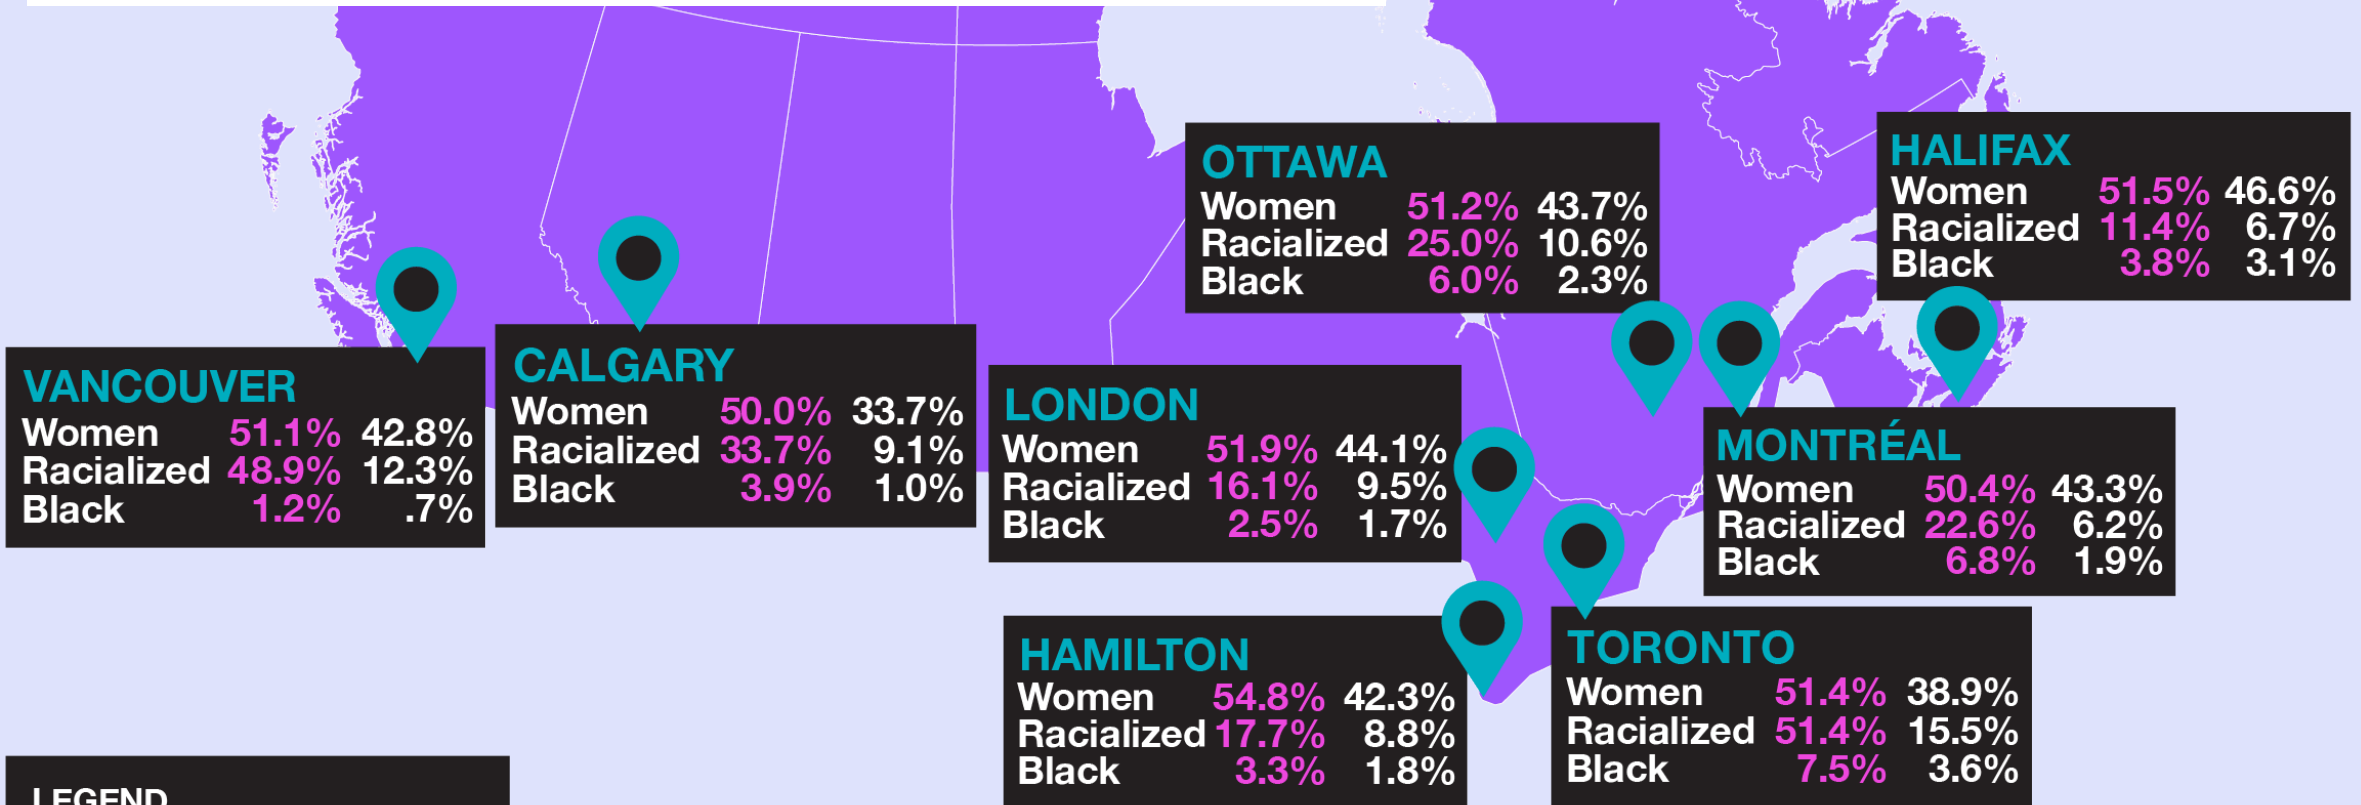 OTTAWA
Women 51.2% 43.7%
Racialized 25.0% 10.6%
Black 6.0% 2.3%
HALIFAX
Women 51.5% 46.6%
Racialized 11.4% 6.7%
Black 3.8% 3.1%
VANCOUVER
Women 51.1% 42.8%
Racialized 48.9% 12.3%
Black 1.2% .7%
CALGARY
Women 50.0% 33.7%
Racialized 33.7% 9.1%
Black 3.9% 1.0%
LONDON
Women 51.9% 44.1%
Racialized 16.1% 9.5%
Black 2.5% 1.7%
MONTRÉAL
Women 50.4% 43.3%
Racialized 22.6% 6.2%
Black 6.8% 1.9%
HAMILTON
Women 54.8% 42.3%
Racialized 17.7% 8.8%
Black 3.3% 1.8%
TORONTO
Women 51.4% 38.9%
Racialized 51.4% 15.5%
Black 7.5% 3.6%
LEGEND